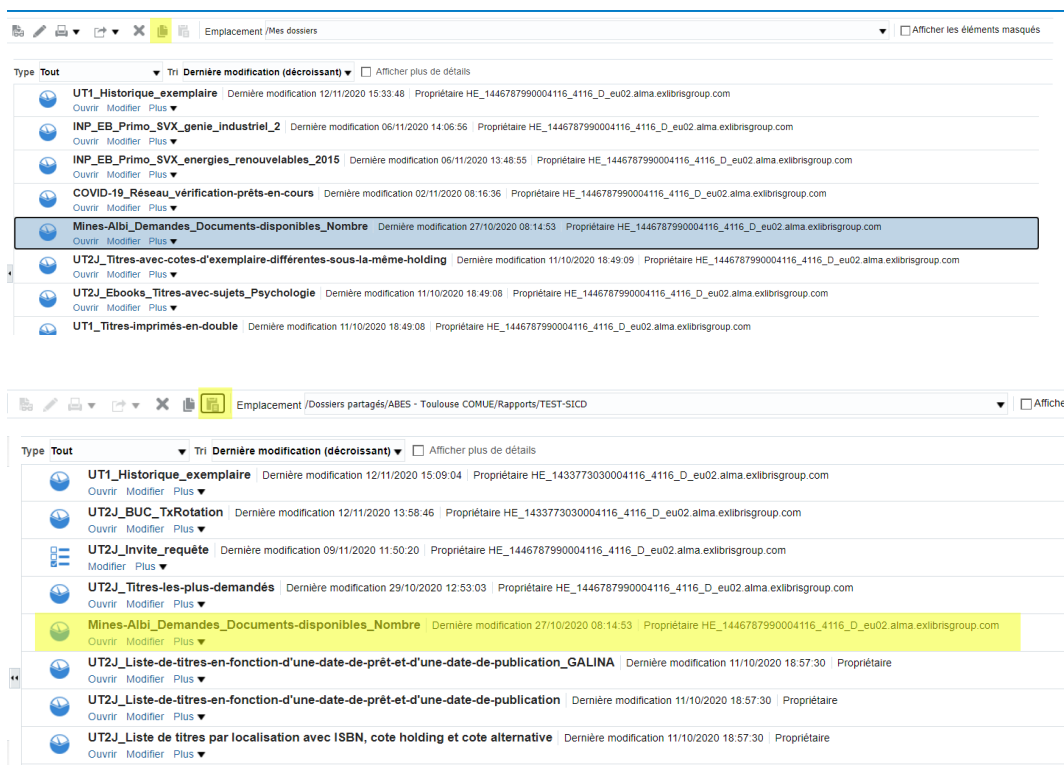 Emplacement /Mes dossiers Afficher les éléments masqués
Type Tout Tri Dernière modification (décroissant) Afficher plus de détails
UT1_Historique_exemplaire Dernière modification 12/11/2020 15:33:48 Propriétaire HE_1446787990004116_4116_D_eu02.alma.exlibrisgroup.com
Ouvrir Modifier Plus
INP_EB_Primo_SVX_genie_industriel_2 Dernière modification 06/11/2020 14:06:56 Propriétaire HE_1446787990004116_4116_D_eu02.alma.exlibrisgroup.com
Ouvrir Modifier Plus
INP_EB_Primo_SVX_energies_renouvelables_2015 Dernière modification 06/11/2020 13:48:55 Propriétaire HE_1446787990004116_4116_D_eu02.alma.exlibrisgroup.com
Ouvrir Modifier Plus
COVID-19_Réseau_vérification-prêts-en-cours Dernière modification 02/11/2020 08:16:36 Propriétaire HE_1446787990004116_4116_D_eu02.alma.exlibrisgroup.com
Ouvrir Modifier Plus
Mines-Albi_Demandes_Documents-disponibles_Nombre Dernière modification 27/10/2020 08:14:53 Propriétaire HE_1446787990004116_4116_D_eu02.alma.exlibrisgroup.com
Ouvrir Modifier Plus
UT2J_Titres-avec-cotes-d'exemplaire-différentes-sous-la-même-holding Dernière modification 11/10/2020 18:49:09 Propriétaire HE_1446787990004116_4116_D_eu02.alma.exlibrisgroup.com
Ouvrir Modifier Plus
UT2J_Ebooks_Titres-avec-sujets_Psychologie Dernière modification 11/10/2020 18:49:08 Propriétaire HE_1446787990004116_4116_D_eu02.alma.exlibrisgroup.com
Ouvrir Modifier Plus
UT1_Titres-imprimés-en-double Dernière modification 11/10/2020 18:49:08 Propriétaire HE_1446787990004116_4116_D_eu02.alma.exlibrisgroup.com
Emplacement /Dossiers partagés/ABES - Toulouse COMUE/Rapports/TEST-SICD Affiche
Type Tout Tri Dernière modification (décroissant) Afficher plus de détails
UT1_Historique_exemplaire Dernière modification 12/11/2020 15:09:04 Propriétaire HE_1433773030004116_4116_D_eu02.alma.exlibrisgroup.com
Ouvrir Modifier Plus
UT2J_BUC_TxRotation Dernière modification 12/11/2020 13:58:46 Propriétaire HE_1433773030004116_4116_D_eu02.alma.exlibrisgroup.com
Ouvrir Modifier Plus
UT2J_Invite_requête Dernière modification 09/11/2020 11:50:20 Propriétaire HE_1446787990004116_4116_D_eu02.alma.exlibrisgroup.com
Modifier Plus
UT2J_Titres-les-plus-demandés Dernière modification 29/10/2020 12:53:03 Propriétaire HE_1446787990004116_4116_D_eu02.alma.exlibrisgroup.com
Ouvrir Modifier Plus
Mines-Albi_Demandes_Documents-disponibles_Nombre Dernière modification 27/10/2020 08:14:53 Propriétaire HE_1446787990004116_4116_D_eu02.alma.exlibrisgroup.com
Ouvrir Modifier Plus
UT2J_Liste-de-titres-en-fonction-d'une-date-de-prêt-et-d'une-date-de-publication_GALINA Dernière modification 11/10/2020 18:57:30 Propriétaire
Ouvrir Modifier Plus
UT2J_Liste-de-titres-en-fonction-d'une-date-de-prêt-et-d'une-date-de-publication Dernière modification 11/10/2020 18:57:30 Propriétaire
Ouvrir Modifier Plus
UT2J_Liste de titres par localisation avec ISBN, cote holding et cote alternative Dernière modification 11/10/2020 18:57:30 Propriétaire
Ouvrir Modifier Plus